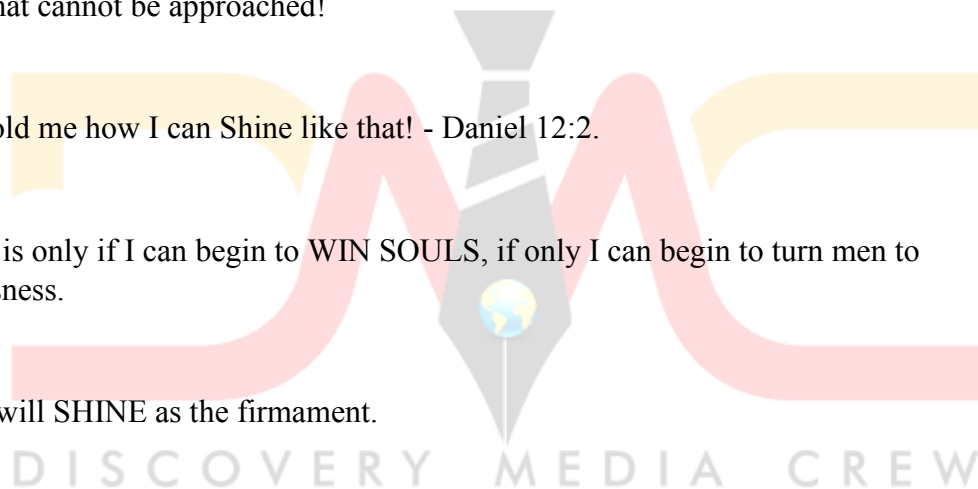 hat cannot be approached!
old me how I can Shine like that! - Daniel 12:2.
is only if I can begin to WIN SOULS, if only I can begin to turn men to
sness.
will SHINE as the firmament.
DISCOVERY MEDIA CREW